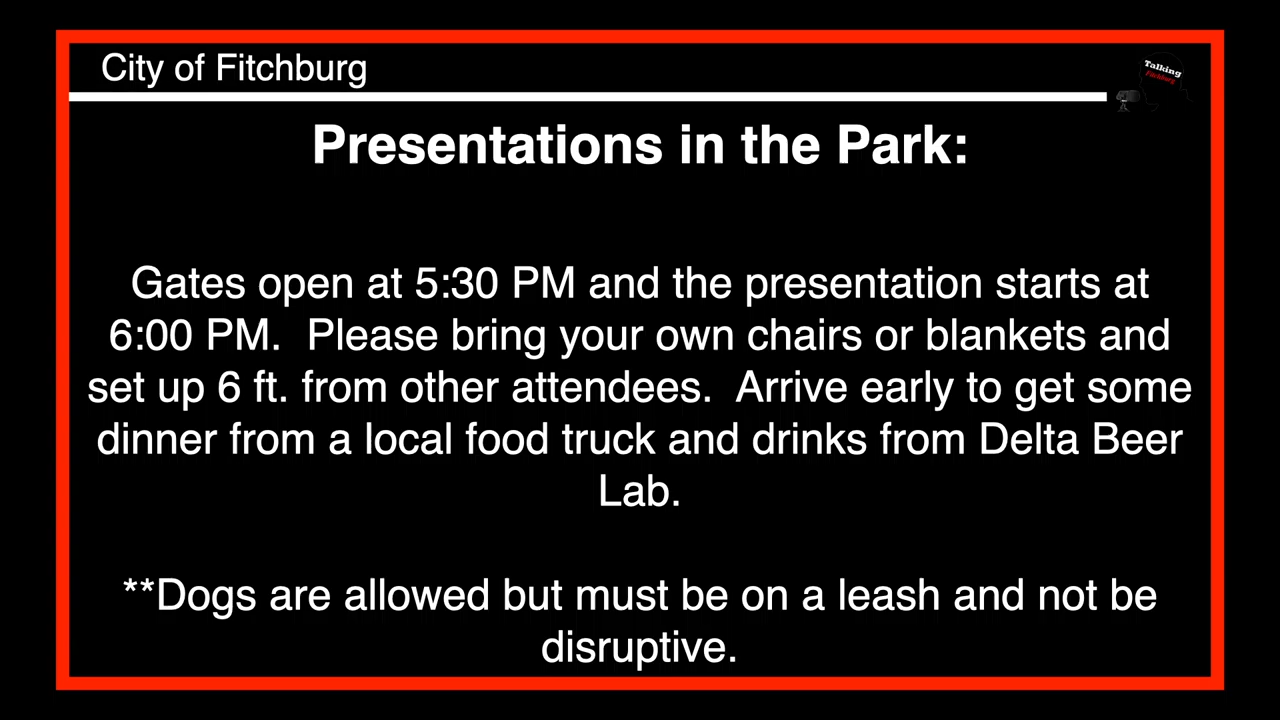 City of Fitchburg
Talking
Fitchburg
Presentations in the Park:
Gates open at 5:30 PM and the presentation starts at
6:00 PM.  Please bring your own chairs or blankets and
set up 6 ft. from other attendees.  Arrive early to get some
dinner from a local food truck and drinks from Delta Beer
Lab.
**Dogs are allowed but must be on a leash and not be
disruptive.